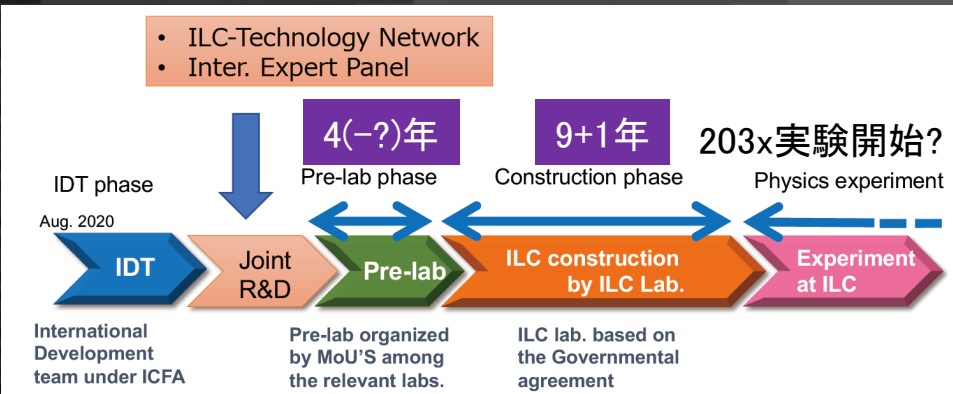 • ILC-Technology Network
• Inter. Expert Panel
4(−?)年
9+1年
203x実験開始?
IDT phase
Pre-lab phase
Construction phase
Physics experiment
Aug. 2020
IDT
Joint
R&D
Pre-lab
ILC construction
by ILC Lab.
Experiment
at ILC
International
Development
team under ICFA
Pre-lab organized
by MoU'S among
the relevant labs.
ILC lab. based on
the Governmental
agreement